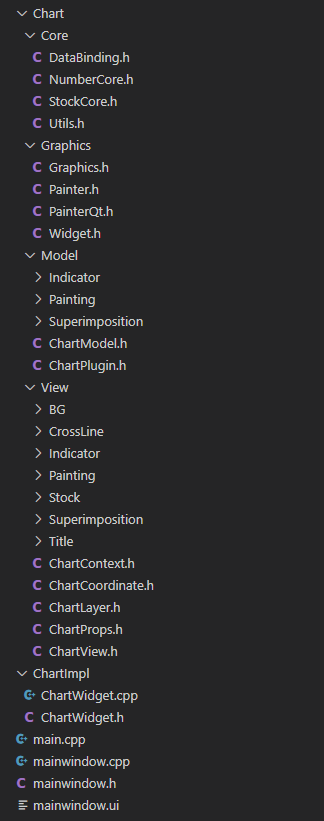 Chart
Core
DataBinding.h
NumberCore.h
StockCore.h
Utils.h
Graphics
Graphics.h
Painter.h
PainterQt.h
Widget.h
Model
Indicator
Painting
Superimposition
ChartModel.h
ChartPlugin.h
View
BG
CrossLine
Indicator
Painting
Stock
Superimposition
Title
ChartContext.h
ChartCoordinate.h
ChartLayer.h
ChartProps.h
ChartView.h
ChartImpl
ChartWidget.cpp
ChartWidget.h
main.cpp
mainwindow.cpp
mainwindow.h
mainwindow.ui